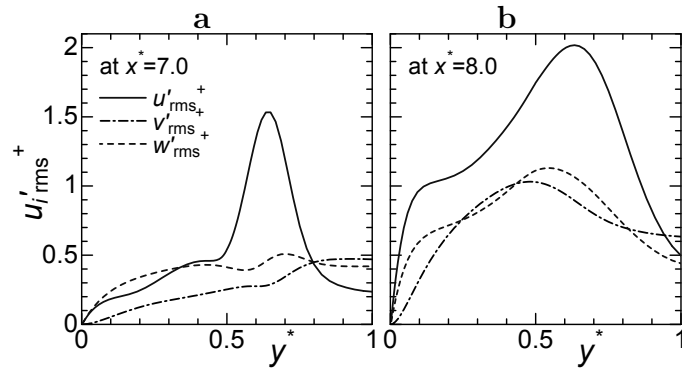 a
b
at x*=7.0
u'rms+
v'rms+
w'rms+
at x*=8.0
u'i rms+
2
1.5
1
0.5
0
0
0.5
1
0
0.5
1
y*
y*